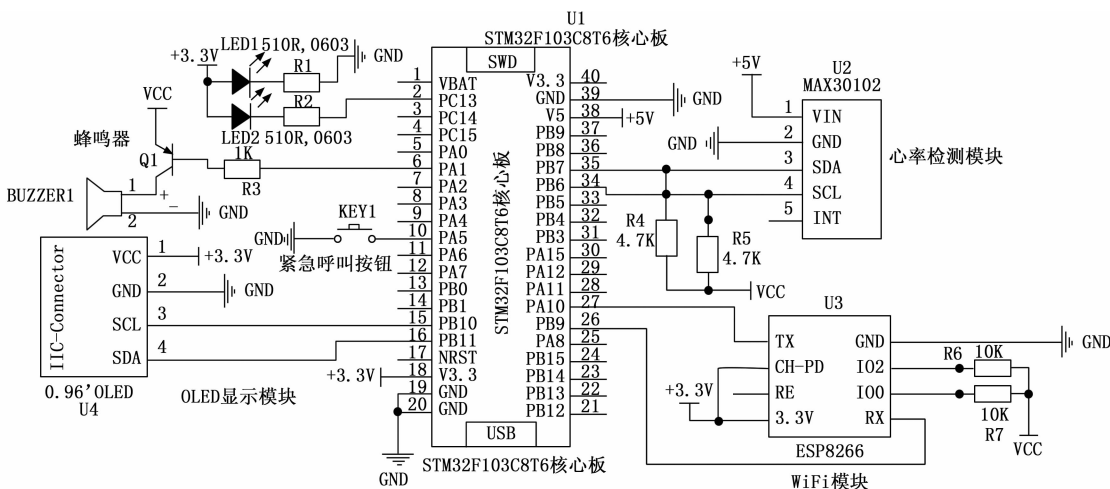 U1
STM32F103C8T6核心板
SWD
1 VBAT
2 PC13
3 PC14
4 PC15
5 PA0
6 PA1
7 PA2
8 PA3
9 PA4
10 PA5
11 PA6
12 PA7
13 PB0
14 PB1
15 PB10
16 PB11
17 NRST
18 V3.3
19 GND
20 GND
STM32F103C8T6核心板
V3.3 40
GND 39
V5 38
PB9 37
PB8 36
PB7 35
PB6 34
PB5 33
PB4 32
PB3 31
PA15 30
PA12 29
PA11 28
PA10 27
PB9 26
PA8 25
PB15 24
PB14 23
PB13 22
PB12 21
USB
STM32F103C8T6核心板
LED1 510R,0603
+3.3V
R1
GND
R2
LED2 510R,0603
VCC
蜂鸣器
Q1
1K
R3
BUZZER1
1 +
2 -
GND
KEY1
GND
紧急呼叫按钮
IIC-Connector
VCC 1
+3.3V
GND 2
GND
SCL 3
SDA 4
0.96'OLED
U4
OLED显示模块
+3.3V
GND
GND
+5V
+5V
GND
U2
MAX30102
1 VIN
2 GND
3 SDA
4 SCL
5 INT
心率检测模块
R4
4.7K
R5
4.7K
VCC
U3
TX
CH-PD
RE
3.3V
GND
IO2
IO0
RX
+3.3V
GND
R6 10K
10K
R7
VCC
ESP8266
WiFi模块